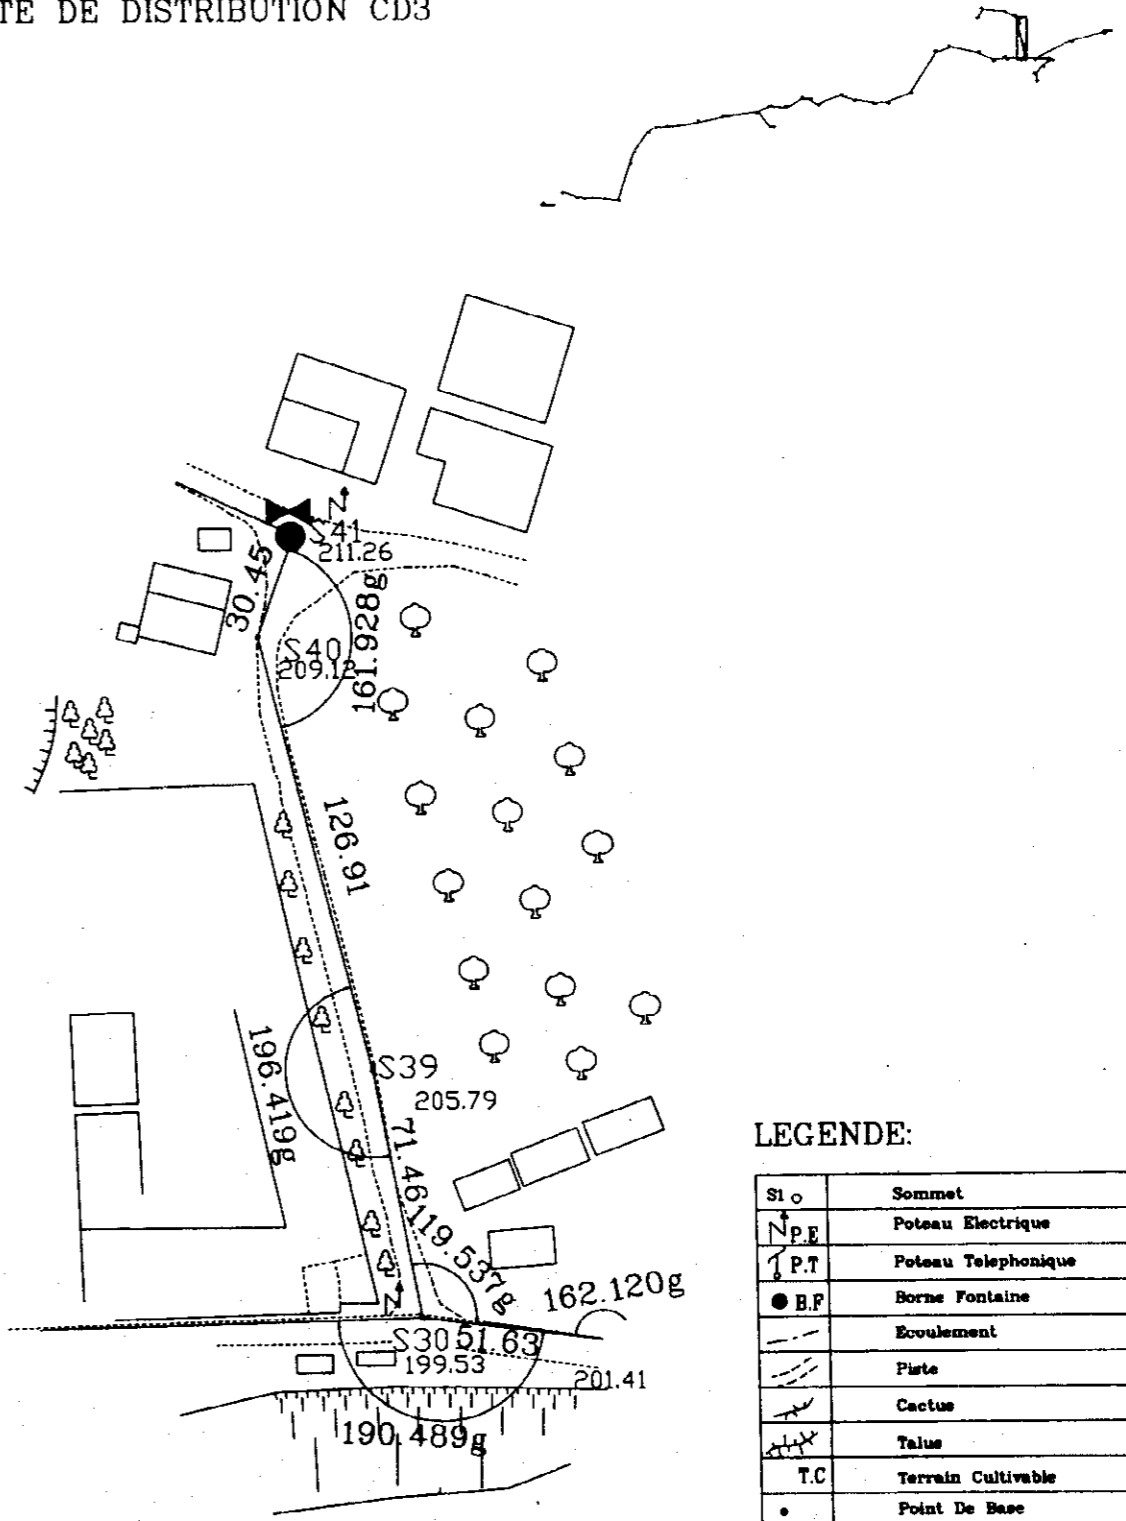 TE DE DISTRIBUTION CD3
N
S41
211.26
30.45
161.928g
S40
209.12
126.91
196.419g
S39
205.79
71.46
119.537g
162.120g
N
S30
51.63
199.53
201.41
190.489g
LEGENDE:
S1 Sommet
N P.E Poteau Electrique
P.T Poteau Telephonique
B.F Borne Fontaine
Ecoulement
Piste
Cactus
Talus
T.C Terrain Cultivable
Point De Base